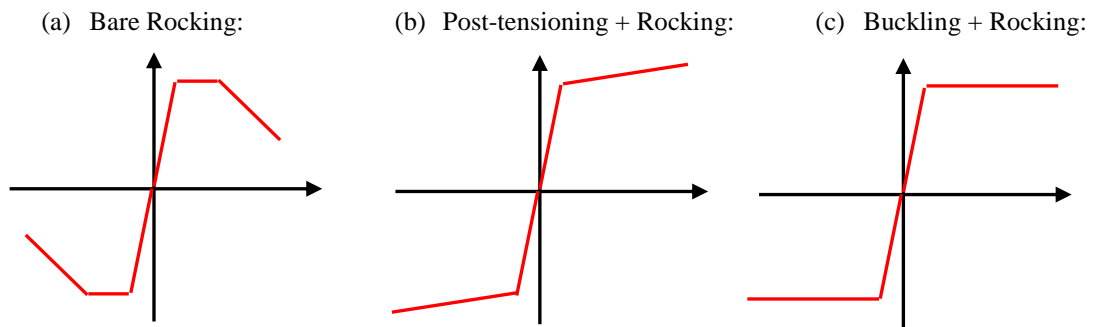 (a) Bare Rocking:
(b) Post-tensioning + Rocking:
(c) Buckling + Rocking: